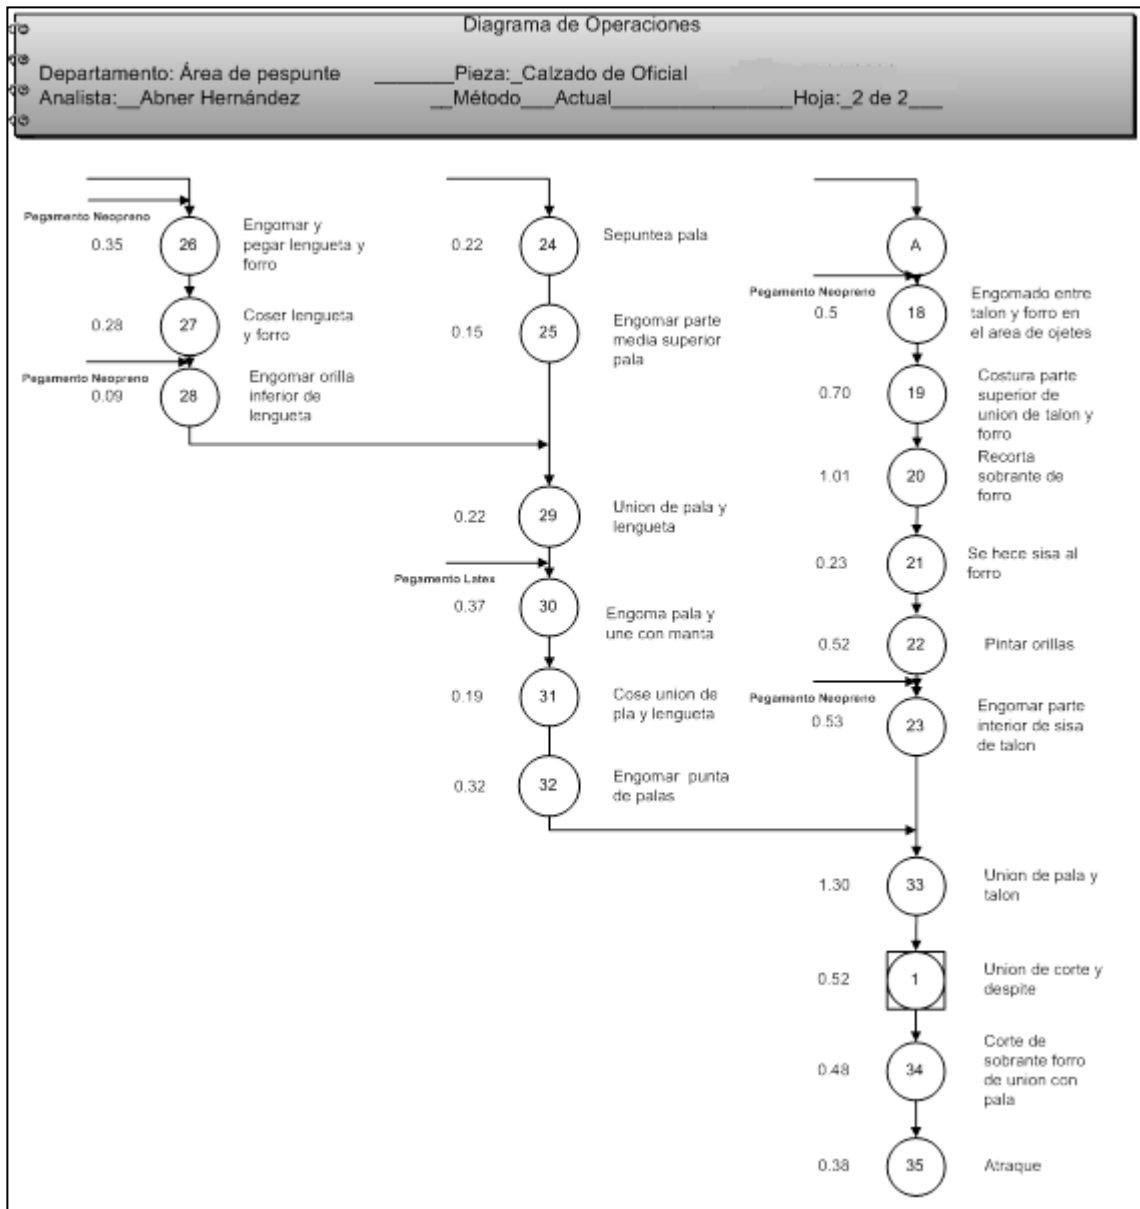 Diagrama de Operaciones
Departamento: Área de pespunte _______Pieza:_Calzado de Oficial
Analista:__Abner Hernández __Método___Actual________________Hoja:_2 de 2___
Pegamento Neopreno
0.35
26
Engomar y
pegar lengueta y
forro
0.28
27
Coser lengueta
y forro
Pegamento Neopreno
0.09
28
Engomar orilla
inferior de
lengueta
0.22
24
Sepuntea pala
0.15
25
Engomar parte
media superior
pala
0.22
29
Union de pala y
lengueta
Pegamento Latex
0.37
30
Engoma pala y
une con manta
0.19
31
Cose union de
pla y lengueta
0.32
32
Engomar punta
de palas
A
Pegamento Neopreno
0.5
18
Engomado entre
talon y forro en
el area de ojetes
0.70
19
Costura parte
superior de
union de talon y
forro
1.01
20
Recorta
sobrante de
forro
0.23
21
Se hece sisa al
forro
0.52
22
Pintar orillas
Pegamento Neopreno
0.53
23
Engomar parte
interior de sisa
de talon
1.30
33
Union de pala y
talon
0.52
1
Union de corte y
despite
0.48
34
Corte de
sobrante forro
de union con
pala
0.38
35
Atraque